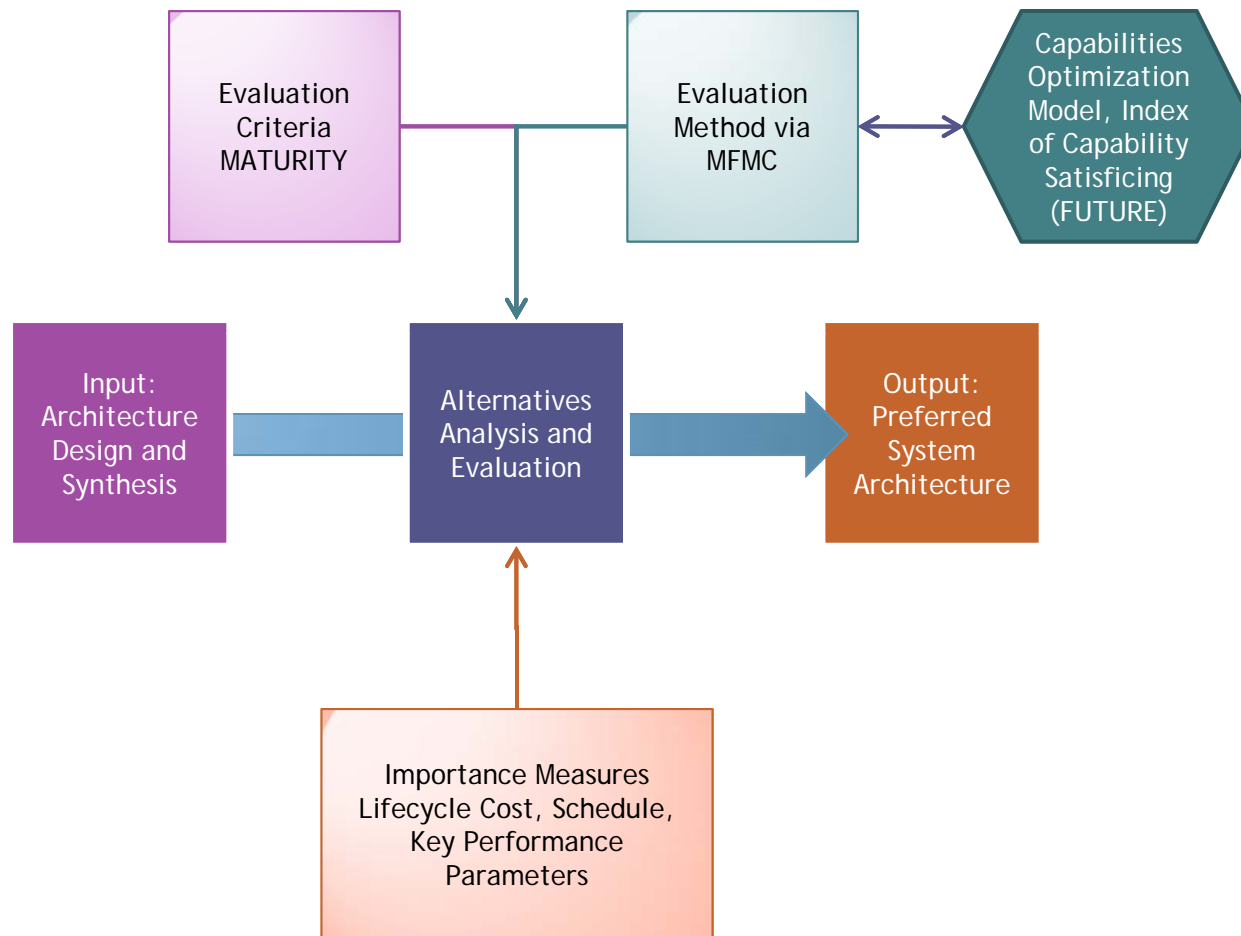 Evaluation
Criteria
MATURITY
Evaluation
Method via
MFMC
Capabilities
Optimization
Model, Index
of Capability
Satisficing
(FUTURE)
Input:
Architecture
Design and
Synthesis
Alternatives
Analysis and
Evaluation
Output:
Preferred
System
Architecture
Importance Measures
Lifecycle Cost, Schedule,
Key Performance
Parameters